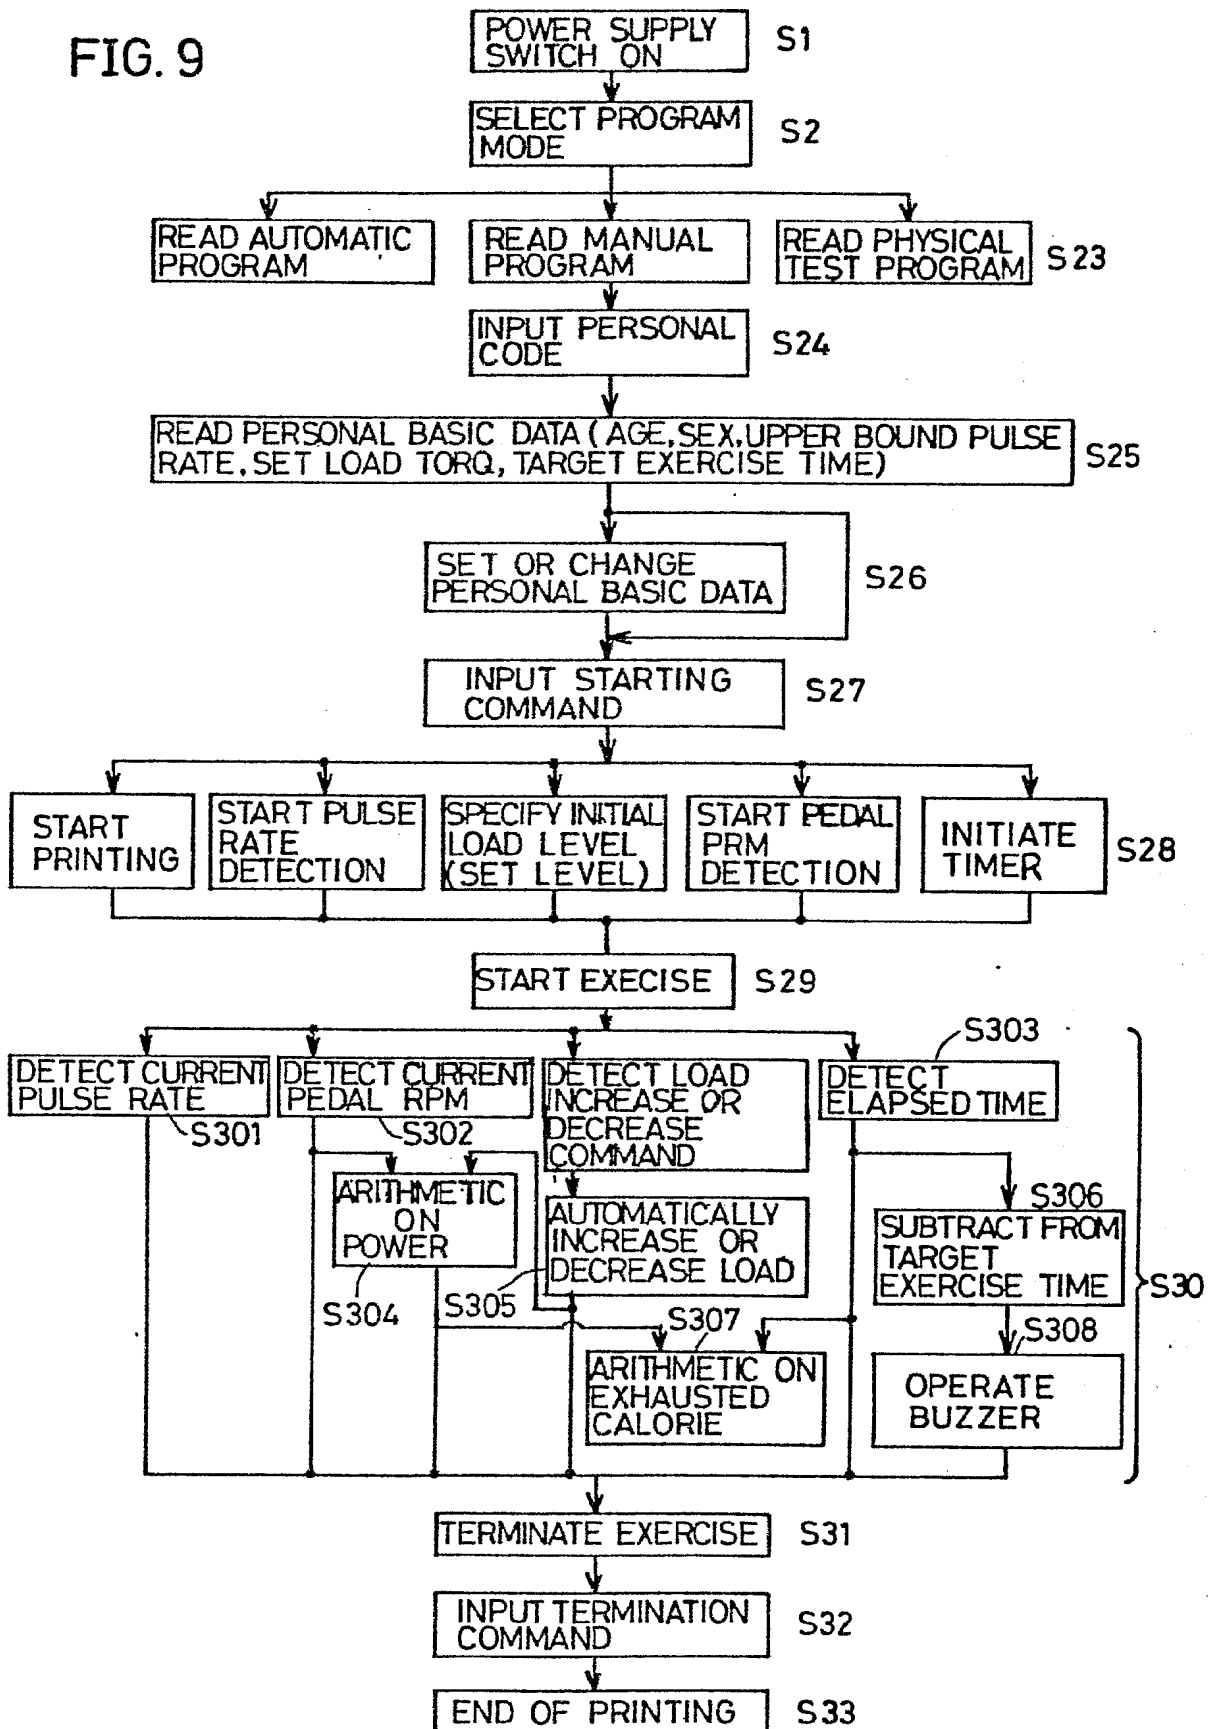 FIG. 9
POWER SUPPLY
SWITCH ON
S1
SELECT PROGRAM
MODE
S2
READ AUTOMATIC
PROGRAM
READ MANUAL
PROGRAM
READ PHYSICAL
TEST PROGRAM
S23
INPUT PERSONAL
CODE
S24
READ PERSONAL BASIC DATA (AGE, SEX, UPPER BOUND PULSE
RATE, SET LOAD TORQ, TARGET EXERCISE TIME)
S25
SET OR CHANGE
PERSONAL BASIC DATA
S26
INPUT STARTING
COMMAND
S27
START
PRINTING
START PULSE
RATE
DETECTION
SPECIFY INITIAL
LOAD LEVEL
(SET LEVEL)
START PEDAL
PRM
DETECTION
INITIATE
TIMER
S28
START EXECISE
S29
DETECT CURRENT
PULSE RATE
S301
DETECT CURRENT
PEDAL RPM
S302
DETECT LOAD
INCREASE OR
DECREASE
COMMAND
S303
DETECT
ELAPSED TIME
ARITHMETIC
ON
POWER
S304
AUTOMATICALLY
INCREASE OR
DECREASE LOAD
S305
S306
SUBTRACT FROM
TARGET
EXERCISE TIME
S30
S307
ARITHMETIC ON
EXHAUSTED
CALORIE
S308
OPERATE
BUZZER
TERMINATE EXERCISE
S31
INPUT TERMINATION
COMMAND
S32
END OF PRINTING
S33